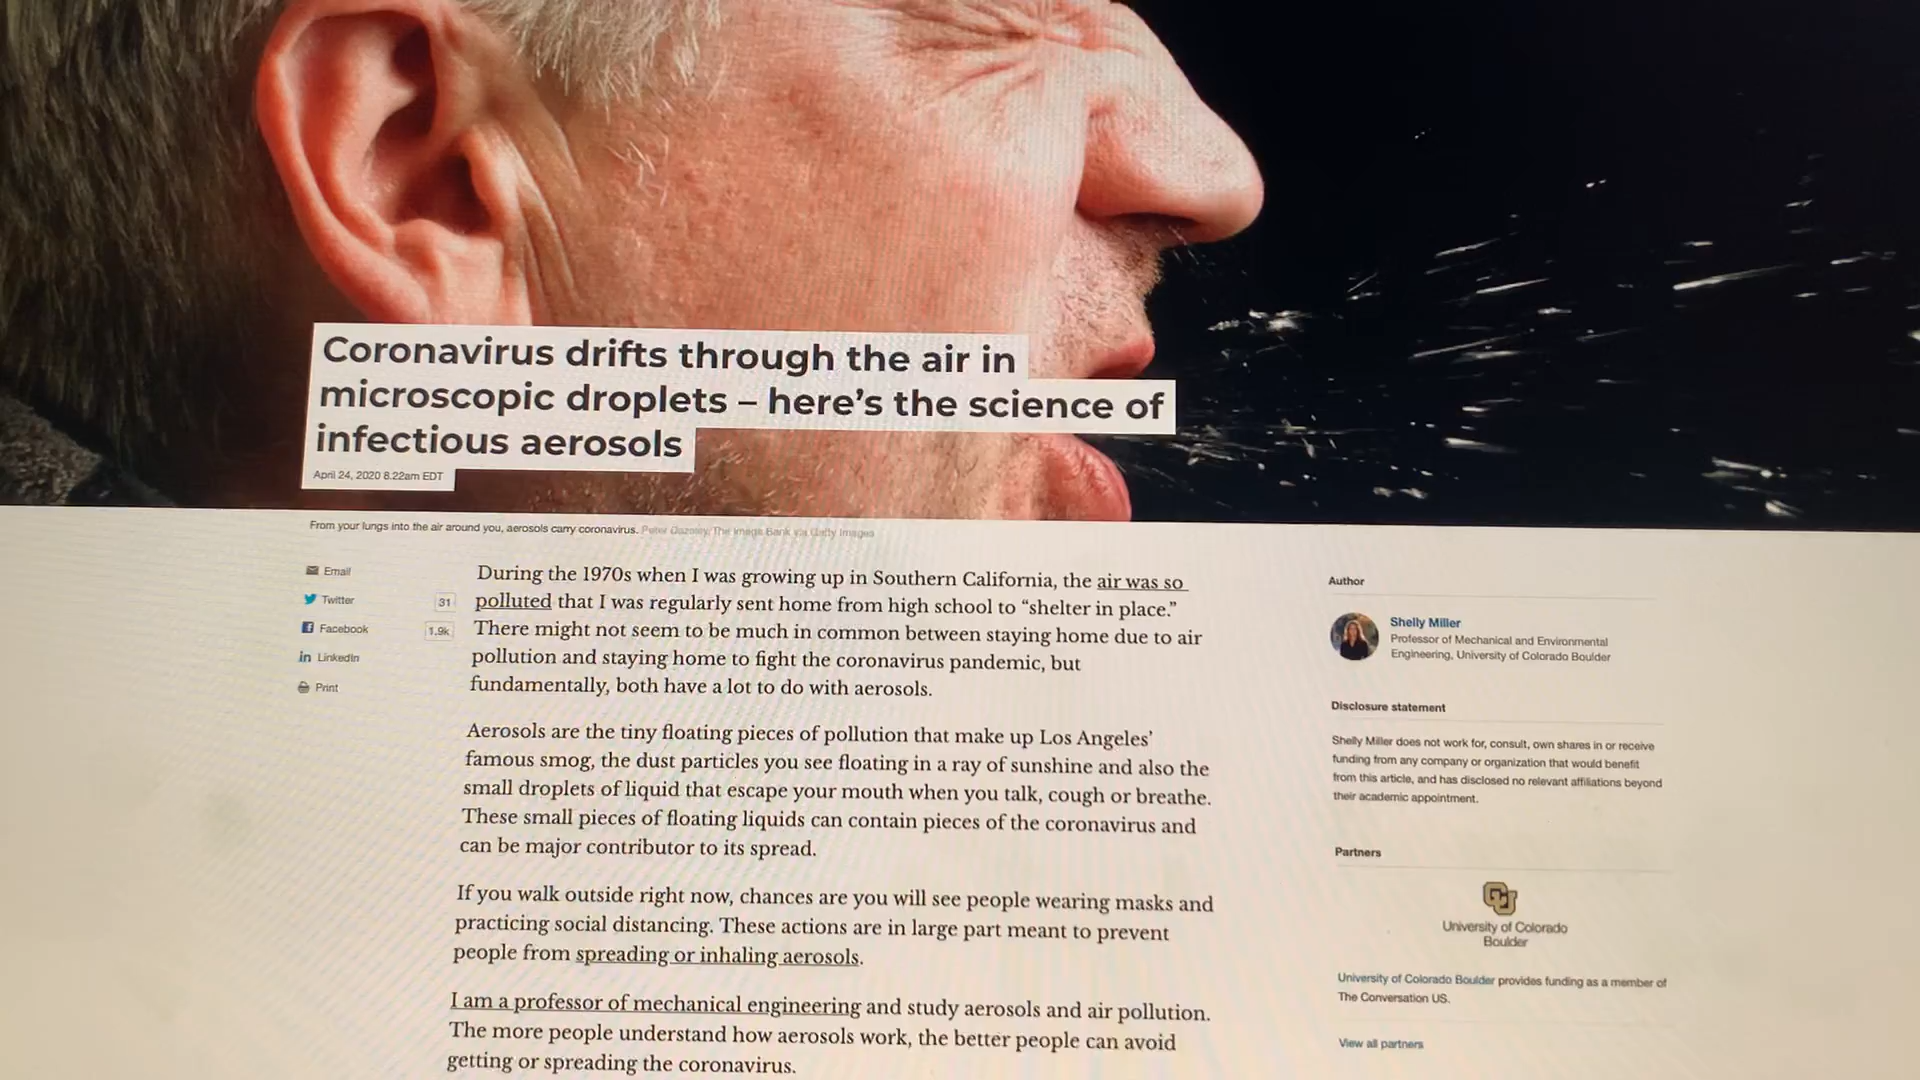 Coronavirus drifts through the air in
microscopic droplets – here's the science of
infectious aerosols
April 24, 2020 8.22am EDT
From your lungs into the air around you, aerosols carry coronavirus. Peter Dazeley/The Image Bank via Getty Images
Email
Twitter 31
Facebook 1.9k
LinkedIn
Print
During the 1970s when I was growing up in Southern California, the air was so
polluted that I was regularly sent home from high school to “shelter in place.”
There might not seem to be much in common between staying home due to air
pollution and staying home to fight the coronavirus pandemic, but
fundamentally, both have a lot to do with aerosols.
Aerosols are the tiny floating pieces of pollution that make up Los Angeles’
famous smog, the dust particles you see floating in a ray of sunshine and also the
small droplets of liquid that escape your mouth when you talk, cough or breathe.
These small pieces of floating liquids can contain pieces of the coronavirus and
can be major contributor to its spread.
If you walk outside right now, chances are you will see people wearing masks and
practicing social distancing. These actions are in large part meant to prevent
people from spreading or inhaling aerosols.
I am a professor of mechanical engineering and study aerosols and air pollution.
The more people understand how aerosols work, the better people can avoid
getting or spreading the coronavirus.
Author
Shelly Miller
Professor of Mechanical and Environmental
Engineering, University of Colorado Boulder
Disclosure statement
Shelly Miller does not work for, consult, own shares in or receive
funding from any company or organization that would benefit
from this article, and has disclosed no relevant affiliations beyond
their academic appointment.
Partners
CU
University of Colorado
Boulder
University of Colorado Boulder provides funding as a member of
The Conversation US.
View all partners